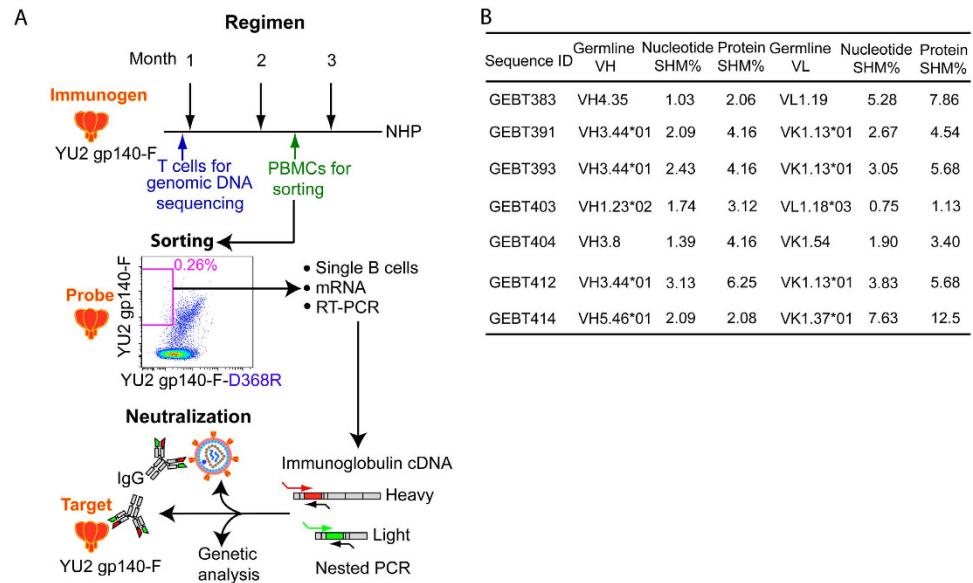 A
Regimen
Month 1 2 3
Immunogen
YU2 gp140-F
NHP
T cells for
genomic DNA
sequencing
PBMCs for
sorting
Sorting
0.26%
Probe
YU2 gp140-F
YU2 gp140-F-D368R
• Single B cells
• mRNA
• RT-PCR
Neutralization
IgG
Target
YU2 gp140-F
Genetic
analysis
Immunoglobulin cDNA
Heavy
Light
Nested PCR
B
Sequence ID Germline VH Nucleotide SHM% Protein SHM% Germline VL Nucleotide SHM% Protein SHM%
GEBT383 VH4.35 1.03 2.06 VL1.19 5.28 7.86
GEBT391 VH3.44*01 2.09 4.16 VK1.13*01 2.67 4.54
GEBT393 VH3.44*01 2.43 4.16 VK1.13*01 3.05 5.68
GEBT403 VH1.23*02 1.74 3.12 VL1.18*03 0.75 1.13
GEBT404 VH3.8 1.39 4.16 VK1.54 1.90 3.40
GEBT412 VH3.44*01 3.13 6.25 VK1.13*01 3.83 5.68
GEBT414 VH5.46*01 2.09 2.08 VK1.37*01 7.63 12.5